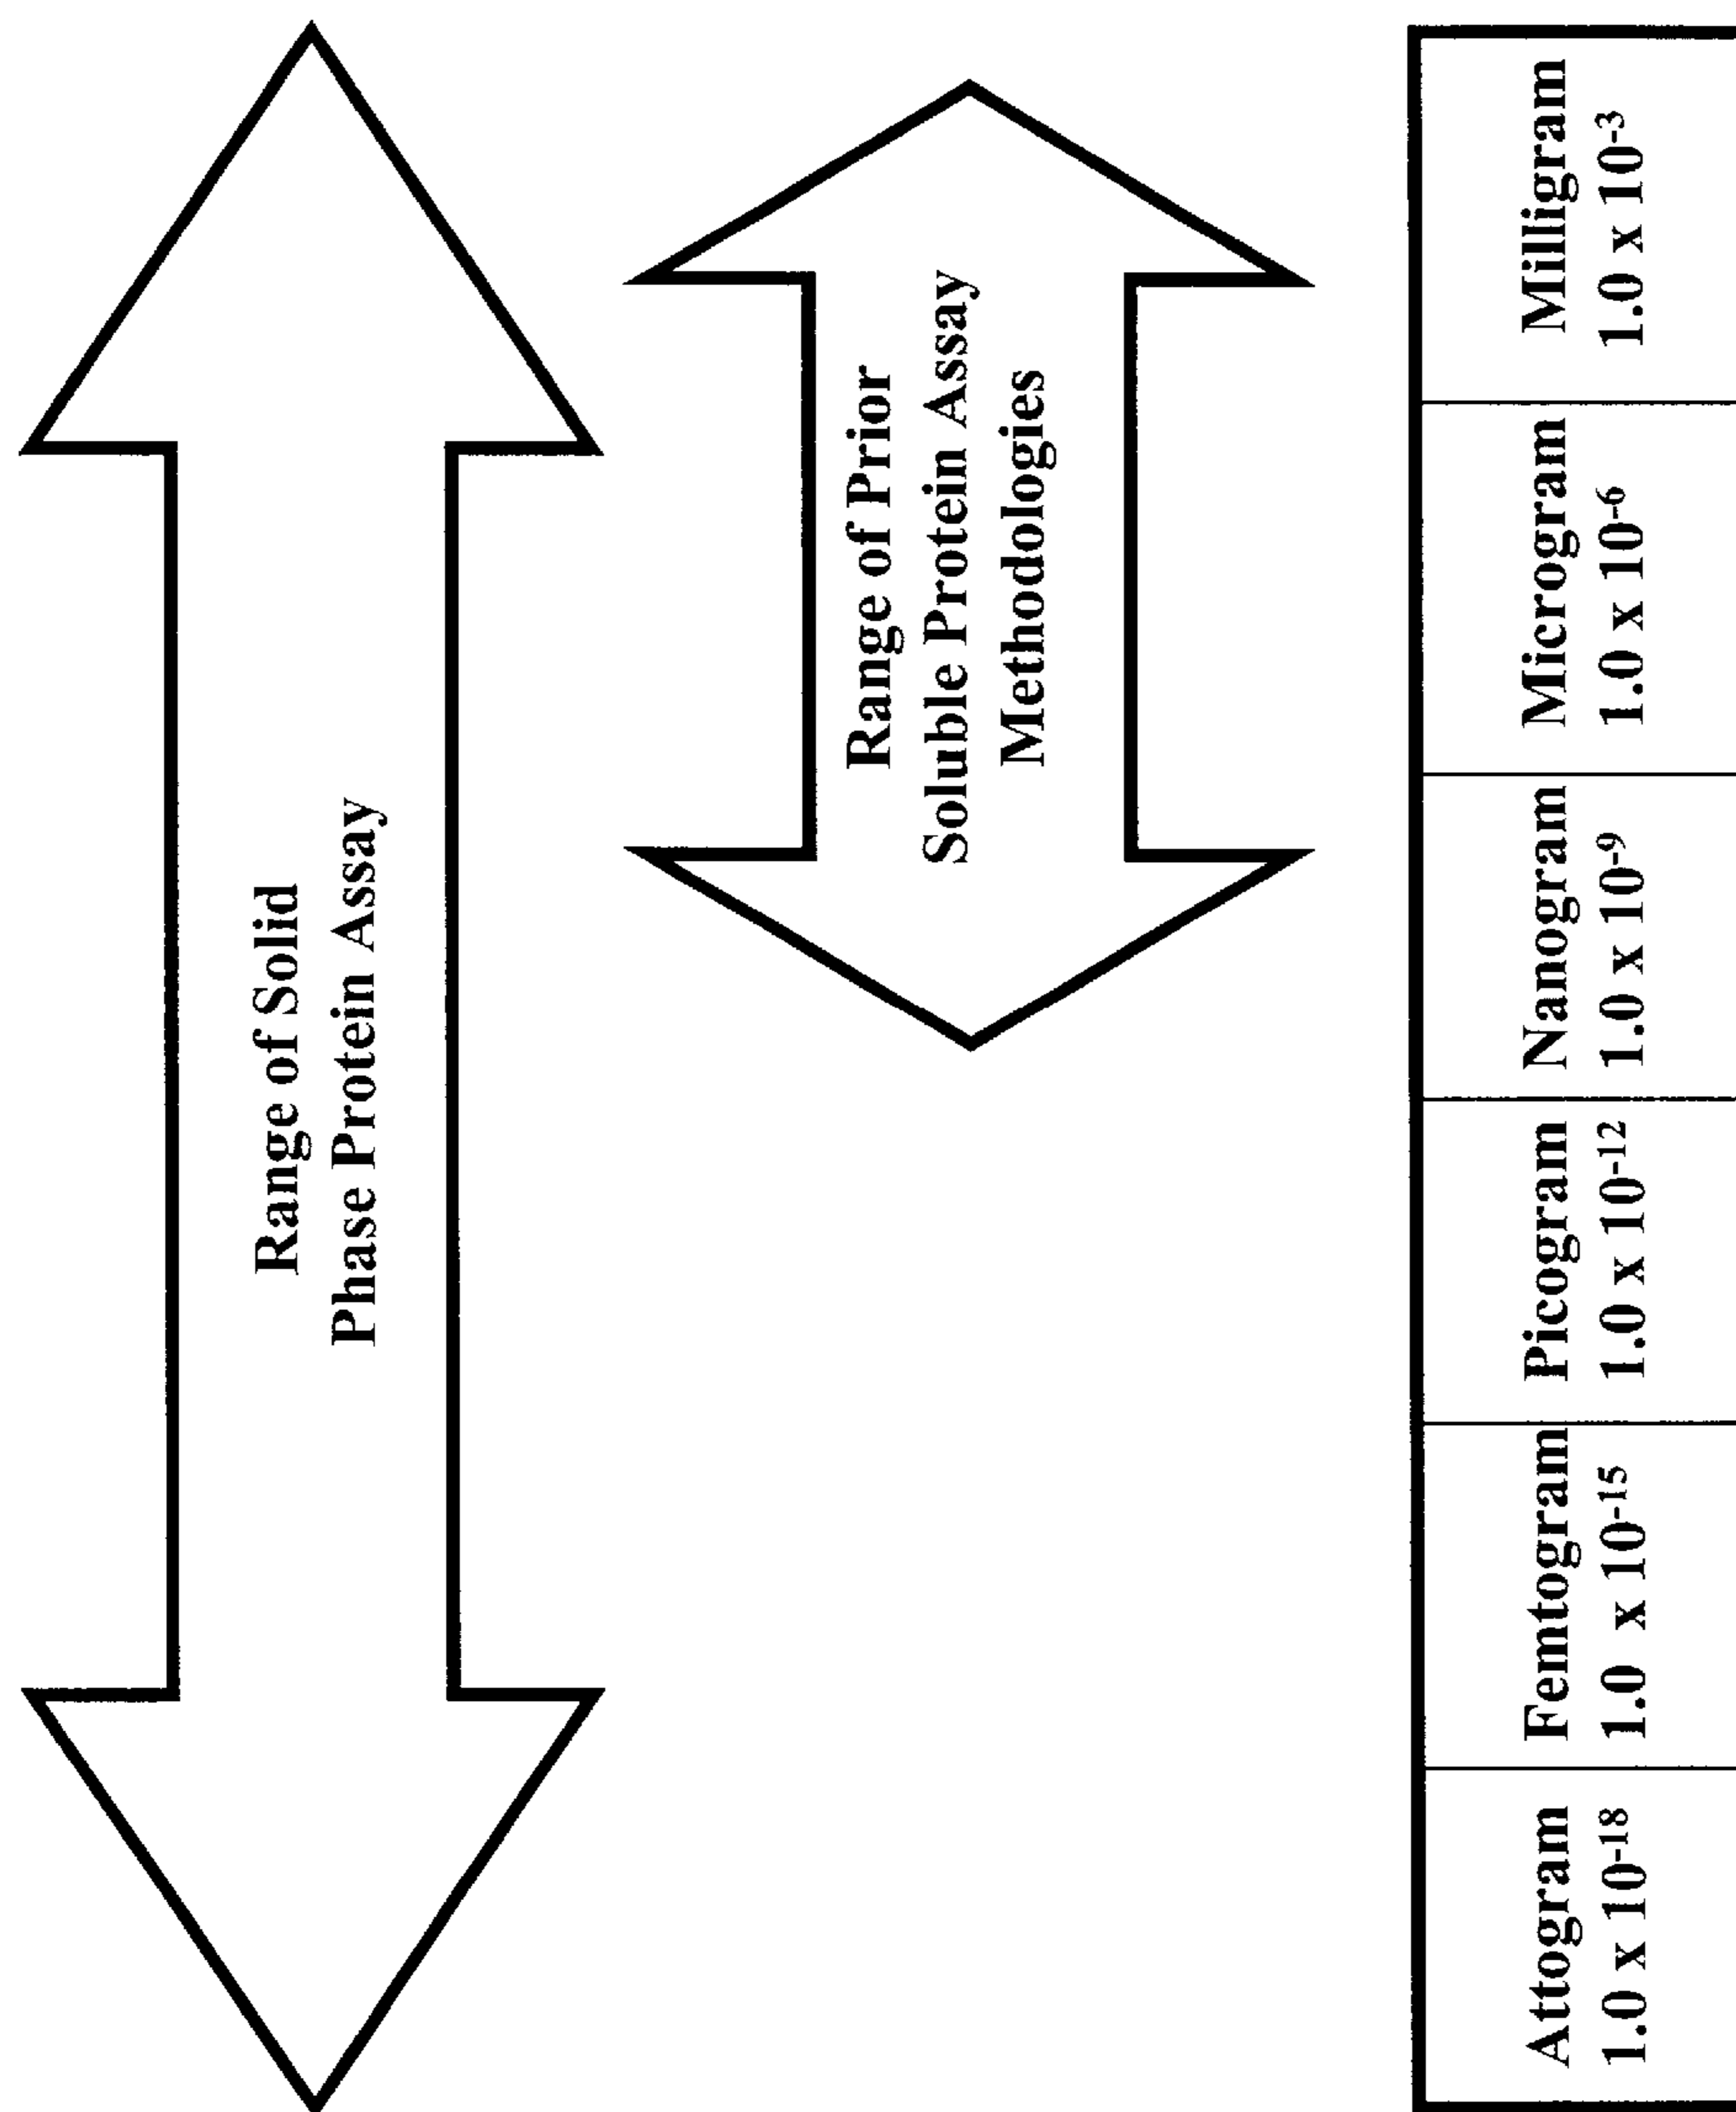 Range of Solid
Phase Protein Assay
Range of Prior
Soluble Protein Assay
Methodologies
Attogram
1.0 x 10-18
Femtogram
1.0 x 10-15
Picogram
1.0 x 10-12
Nanogram
1.0 x 10-9
Microgram
1.0 x 10-6
Milligram
1.0 x 10-3